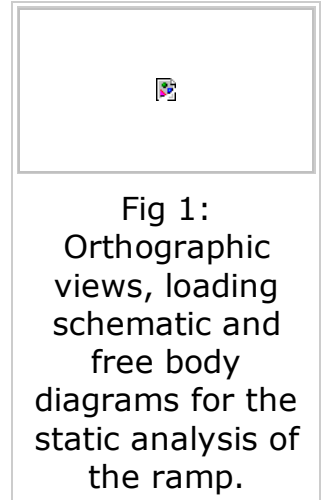 Fig 1:
Orthographic
views, loading
schematic and
free body
diagrams for the
static analysis of
the ramp.